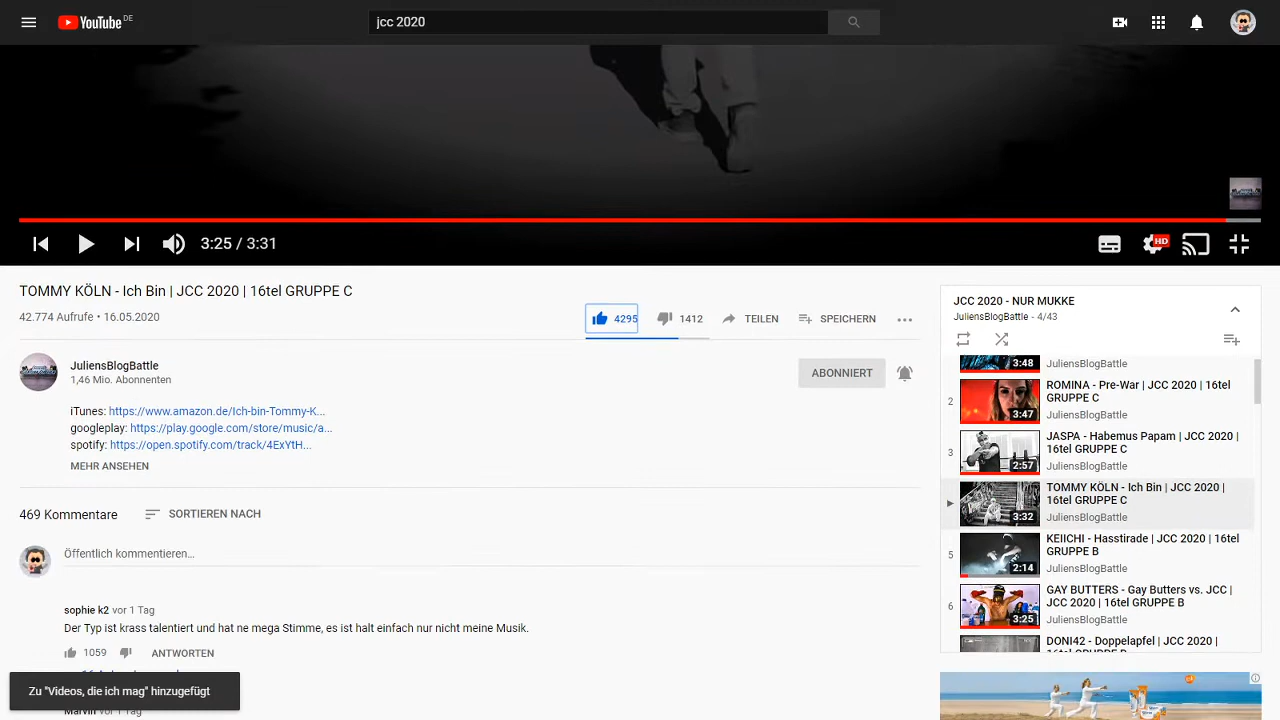 YouTube DE
jcc 2020
3:25 / 3:31
HD
TOMMY KÖLN - Ich Bin | JCC 2020 | 16tel GRUPPE C
42.774 Aufrufe • 16.05.2020
4295
1412
TEILEN
SPEICHERN
JuliensBlogBattle
1,46 Mio. Abonnenten
ABONNIERT
iTunes: https://www.amazon.de/Ich-bin-Tommy-K...
googleplay: https://play.google.com/store/music/a...
spotify: https://open.spotify.com/track/4ExYtH...
MEHR ANSEHEN
469 Kommentare
SORTIEREN NACH
Öffentlich kommentieren...
sophie k2 vor 1 Tag
Der Typ ist krass talentiert und hat ne mega Stimme, es ist halt einfach nur nicht meine Musik.
1059
ANTWORTEN
Zu "Videos, die ich mag" hinzugefügt
Marvin vor 1 Tag
JCC 2020 - NUR MUKKE
JuliensBlogBattle - 4/43
3:48
JuliensBlogBattle
2
3:47
ROMINA - Pre-War | JCC 2020 | 16tel
GRUPPE C
JuliensBlogBattle
3
2:57
JASPA - Habemus Papam | JCC 2020 |
16tel GRUPPE C
JuliensBlogBattle
3:32
TOMMY KÖLN - Ich Bin | JCC 2020 |
16tel GRUPPE C
JuliensBlogBattle
5
2:14
KEIICHI - Hasstirade | JCC 2020 | 16tel
GRUPPE B
JuliensBlogBattle
6
3:25
GAY BUTTERS - Gay Butters vs. JCC |
JCC 2020 | 16tel GRUPPE B
JuliensBlogBattle
DONI42 - Doppelapfel | JCC 2020 |
16tel GRUPPE B